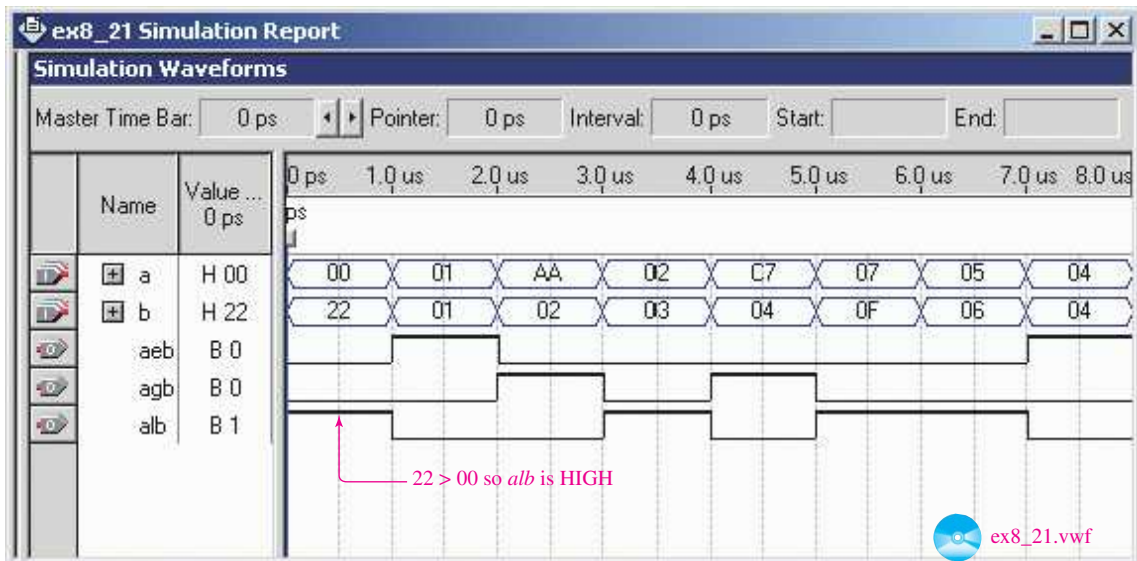 ex8_21 Simulation Report
Simulation Waveforms
Master Time Bar: 0 ps Pointer: 0 ps Interval: 0 ps Start: End:
Name Value ... 0 ps
0 ps 1.0 us 2.0 us 3.0 us 4.0 us 5.0 us 6.0 us 7.0 us 8.0 us
ps
a H 00 00 01 AA 02 C7 07 05 04
b H 22 22 01 02 03 04 0F 06 04
aeb B 0
agb B 0
alb B 1
22 > 00 so alb is HIGH
ex8_21.vwf